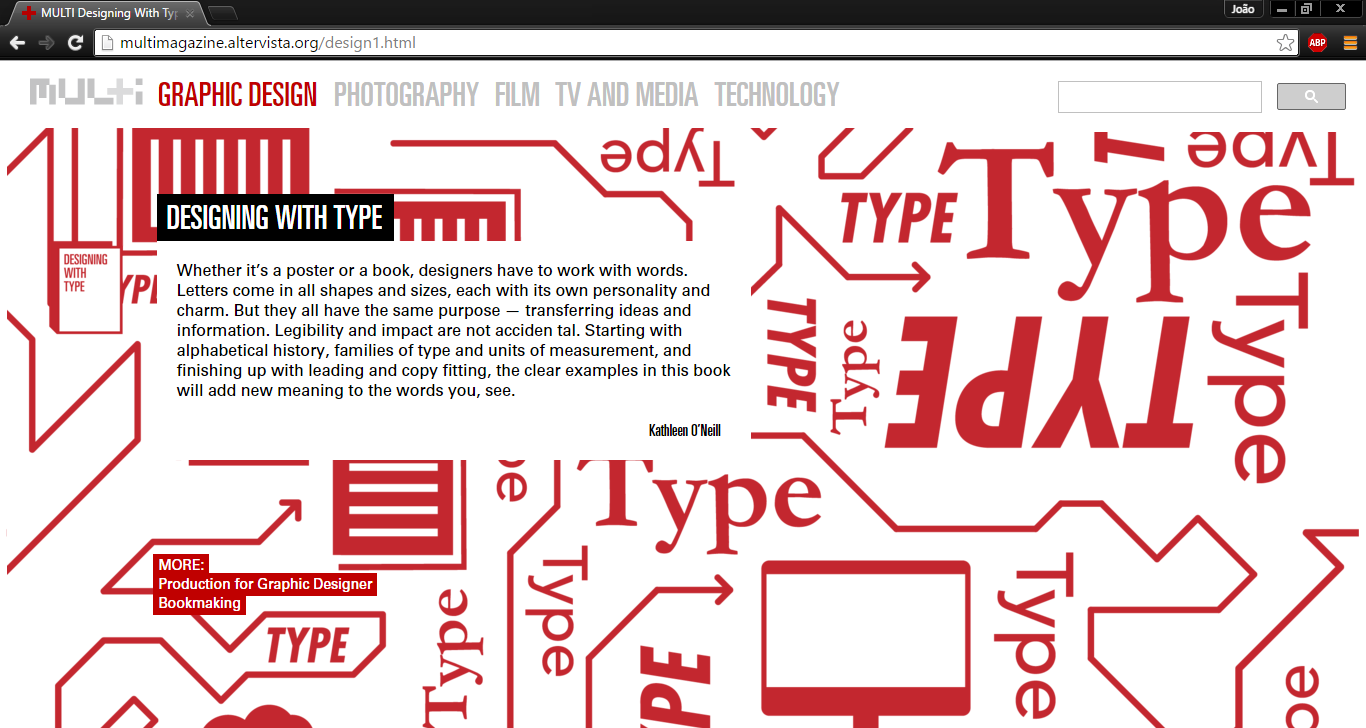 MULTI Designing With Ty
João
multimagazine.altervista.org/design1.html
ABP
MULTi
GRAPHIC DESIGN PHOTOGRAPHY FILM TV AND MEDIA TECHNOLOGY
Type
Type
Type
TYPE
DESIGNING WITH TYPE
DESIGNING
WITH
TYPE
Whether it's a poster or a book, designers have to work with words.
Letters come in all shapes and sizes, each with its own personality and
charm. But they all have the same purpose — transferring ideas and
information. Legibility and impact are not acciden tal. Starting with
alphabetical history, families of type and units of measurement, and
finishing up with leading and copy fitting, the clear examples in this book
will add new meaning to the words you, see.
Kathleen O'Neill
TYPE
Type
TYPE
Type
Type
Type
MORE:
Production for Graphic Designer
Bookmaking
Type
TYPE
Type
TYPE
Type